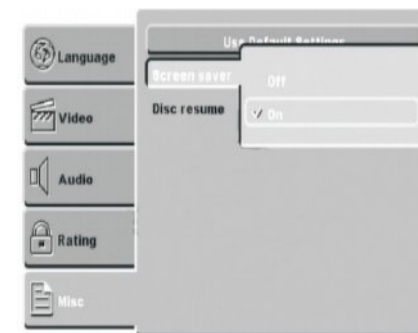 Language
Video
Audio
Rating
Misc
Use Default Settings
Screen saver
Disc resume
Off
On